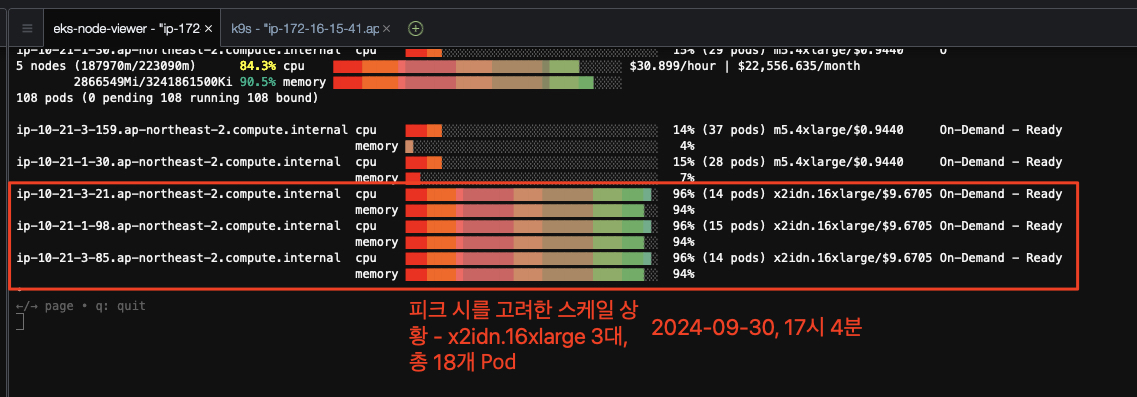 eks-node-viewer - "ip-172 × k9s - "ip-172-16-15-41.ap ×
ip-10-21-1-30.ap-northeast-2.compute.internal cpu 15% (29 pods) m5.4xlarge/$0.9440
5 nodes (187970m/223090m) 84.3% cpu $30.899/hour | $22,556.635/month
2866549Mi/3241861500Ki 90.5% memory
108 pods (0 pending 108 running 108 bound)
ip-10-21-3-159.ap-northeast-2.compute.internal cpu 14% (37 pods) m5.4xlarge/$0.9440 On-Demand - Ready
memory 4%
ip-10-21-1-30.ap-northeast-2.compute.internal cpu 15% (28 pods) m5.4xlarge/$0.9440 On-Demand - Ready
memory 7%
ip-10-21-3-21.ap-northeast-2.compute.internal cpu 96% (14 pods) x2idn.16xlarge/$9.6705 On-Demand - Ready
memory 94%
ip-10-21-1-98.ap-northeast-2.compute.internal cpu 96% (15 pods) x2idn.16xlarge/$9.6705 On-Demand - Ready
memory 94%
ip-10-21-3-85.ap-northeast-2.compute.internal cpu 96% (14 pods) x2idn.16xlarge/$9.6705 On-Demand - Ready
memory 94%
•
←/→ page • q: quit
피크 시를 고려한 스케일 상
황 - x2idn.16xlarge 3대,
총 18개 Pod
2024-09-30, 17시 4분